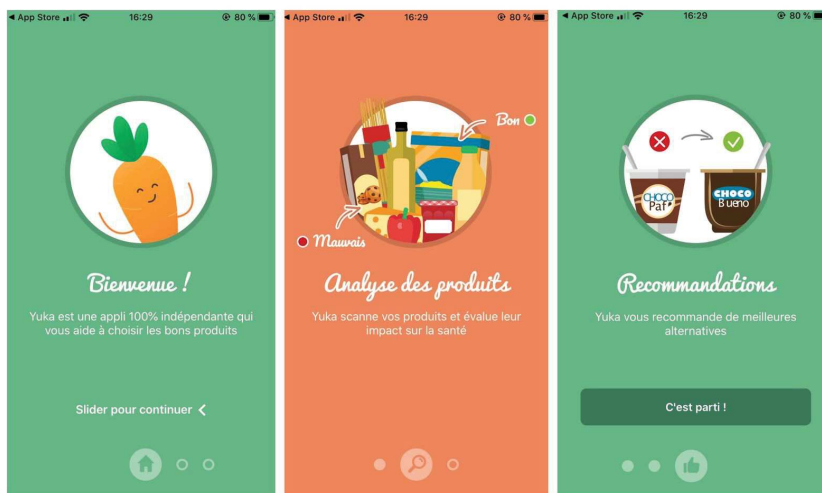 App Store
16:29
80 %
Bienvenue !
Yuka est une appli 100% indépendante qui
vous aide à choisir les bons produits
Slider pour continuer
App Store
16:29
80 %
Bon
Mauvais
Analyse des produits
Yuka scanne vos produits et évalue leur
impact sur la santé
App Store
16:29
80 %
CHOCO
Paf'
CHOCO
Bueno
Recommandations
Yuka vous recommande de meilleures
alternatives
C'est parti !